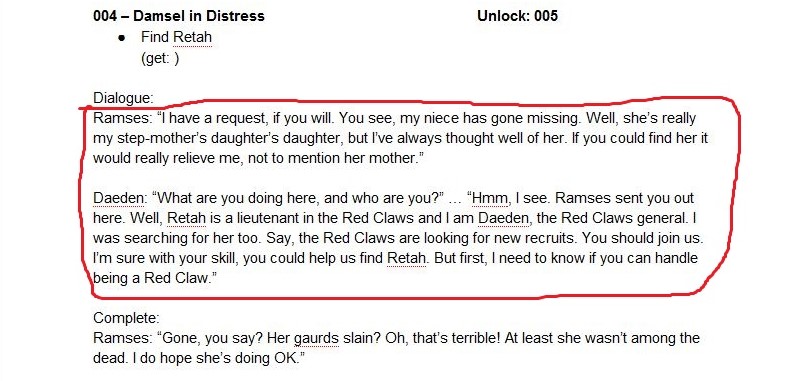 004 – Damsel in Distress Unlock: 005
● Find Retah
(get: )
Dialogue:
Ramses: “I have a request, if you will. You see, my niece has gone missing. Well, she’s really
my step-mother’s daughter’s daughter, but I’ve always thought well of her. If you could find her it
would really relieve me, not to mention her mother.”
Daeden: “What are you doing here, and who are you?” ... “Hmm, I see. Ramses sent you out
here. Well, Retah is a lieutenant in the Red Claws and I am Daeden, the Red Claws general. I
was searching for her too. Say, the Red Claws are looking for new recruits. You should join us.
I’m sure with your skill, you could help us find Retah. But first, I need to know if you can handle
being a Red Claw.”
Complete:
Ramses: “Gone, you say? Her gaurds slain? Oh, that’s terrible! At least she wasn’t among the
dead. I do hope she’s doing OK.”